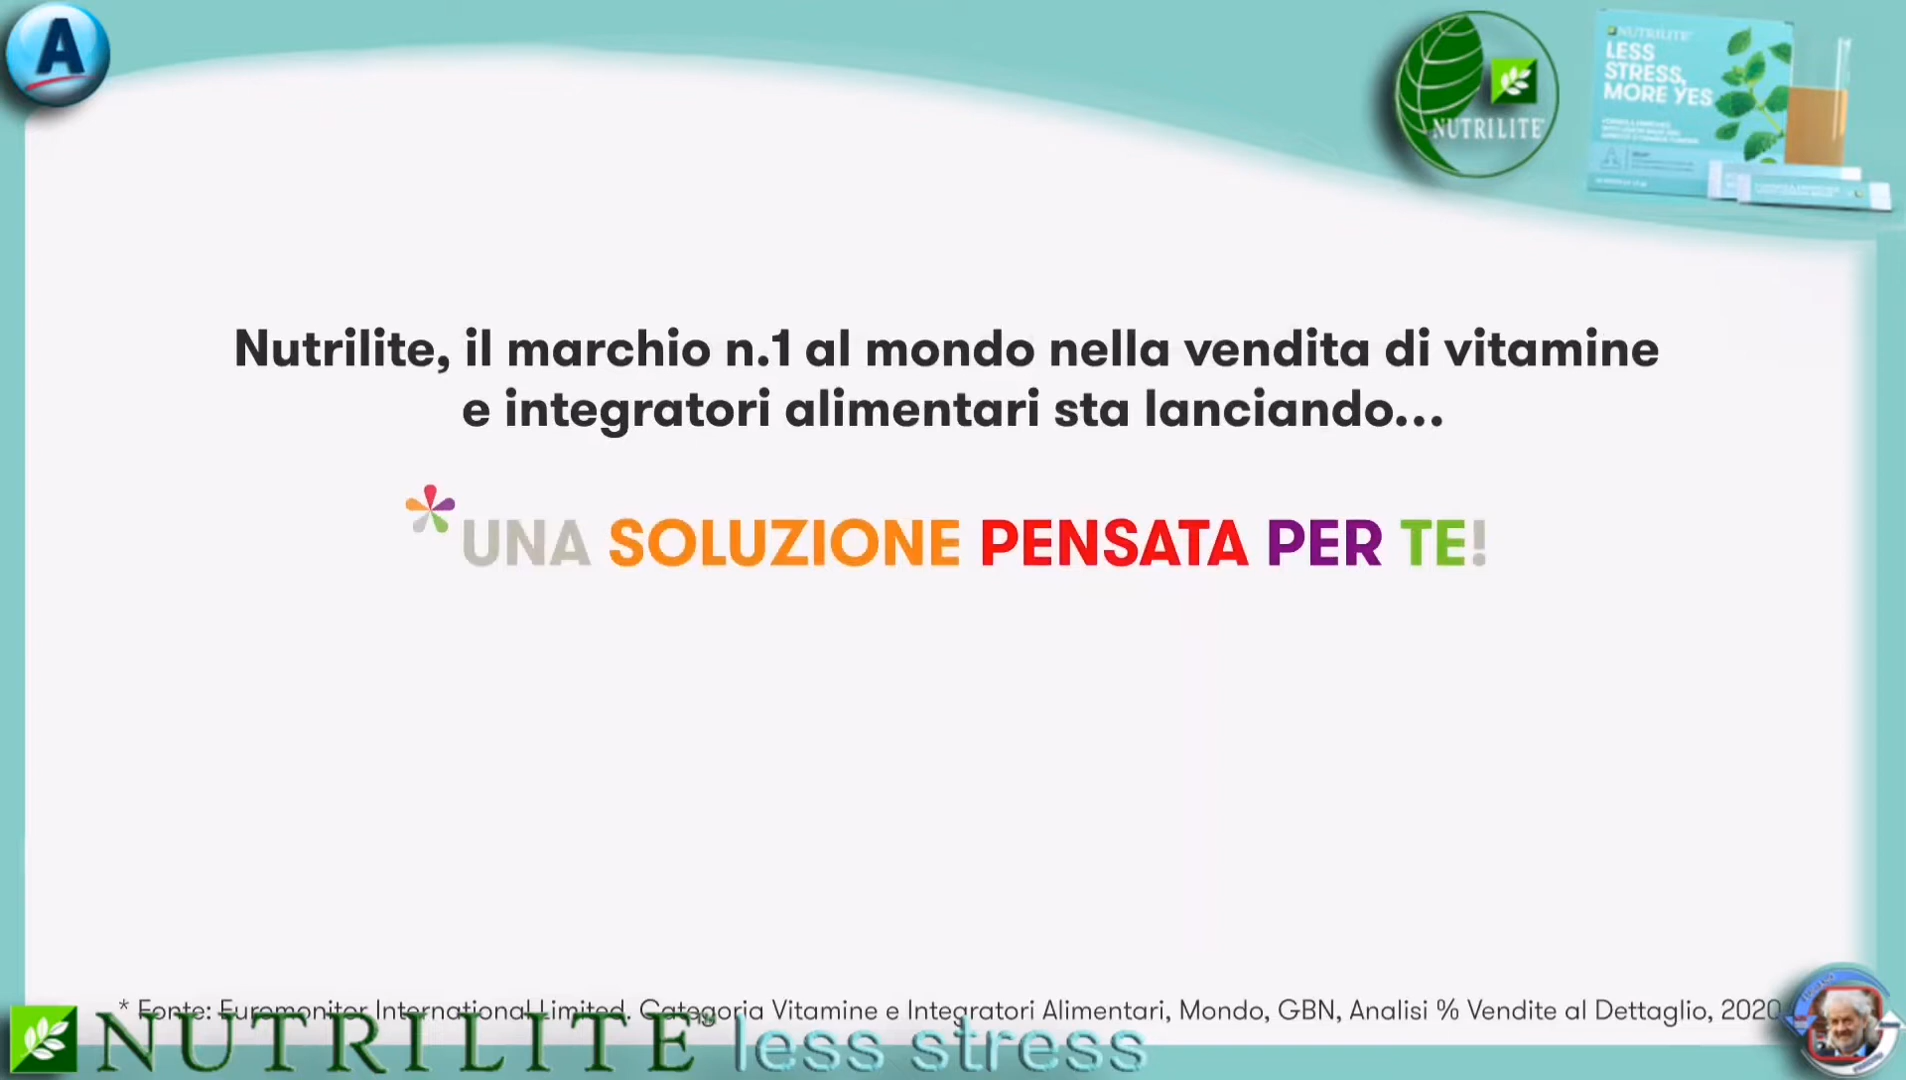 A
NUTRILITE
NUTRILITE
LESS
STRESS,
MORE YES
Nutrilite, il marchio n.1 al mondo nella vendita di vitamine
e integratori alimentari sta lanciando...
*UNA SOLUZIONE PENSATA PER TE!
* Fonte: Euromonitor International Limited. Categoria Vitamine e Integratori Alimentari, Mondo, GBN, Analisi % Vendite al Dettaglio, 2020
NUTRILITE less stress